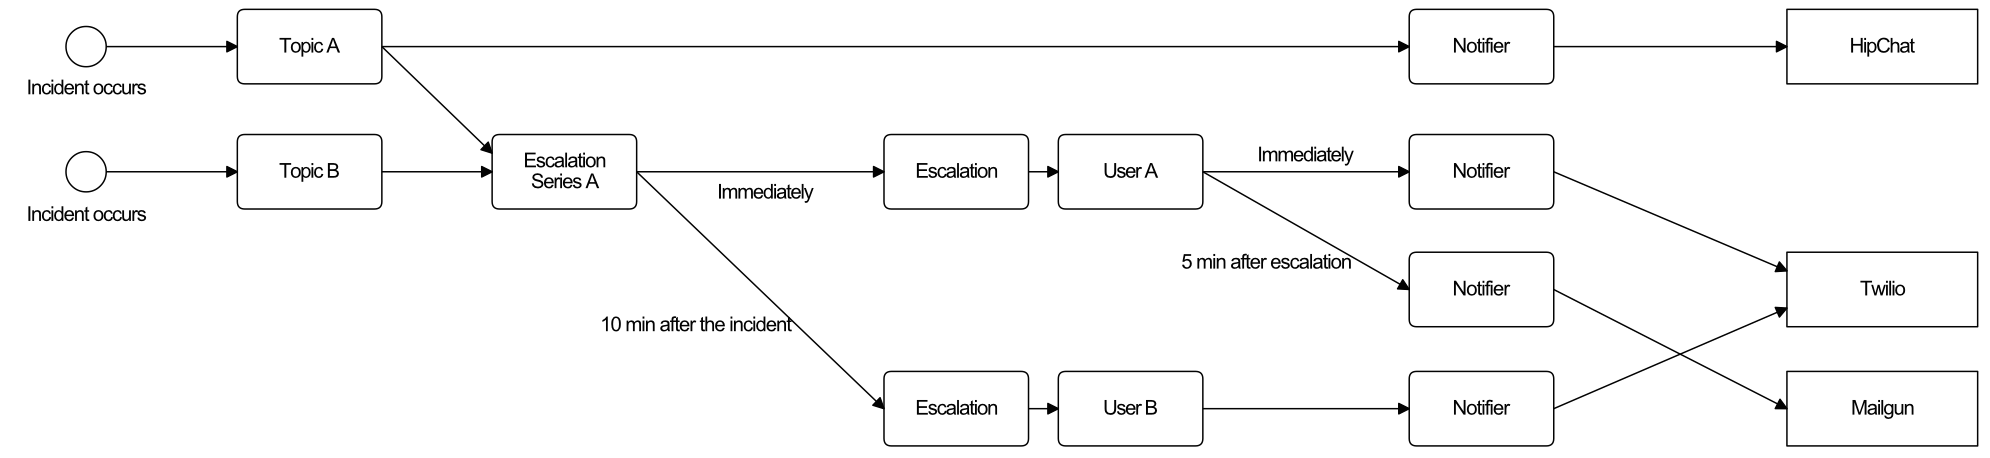 Topic A
Notifier
HipChat
Incident occurs
Topic B
Escalation
Series A
Immediately
Escalation
User A
Immediately
Notifier
Incident occurs
5 min after escalation
Notifier
Twilio
10 min after the incident
Escalation
User B
Notifier
Mailgun